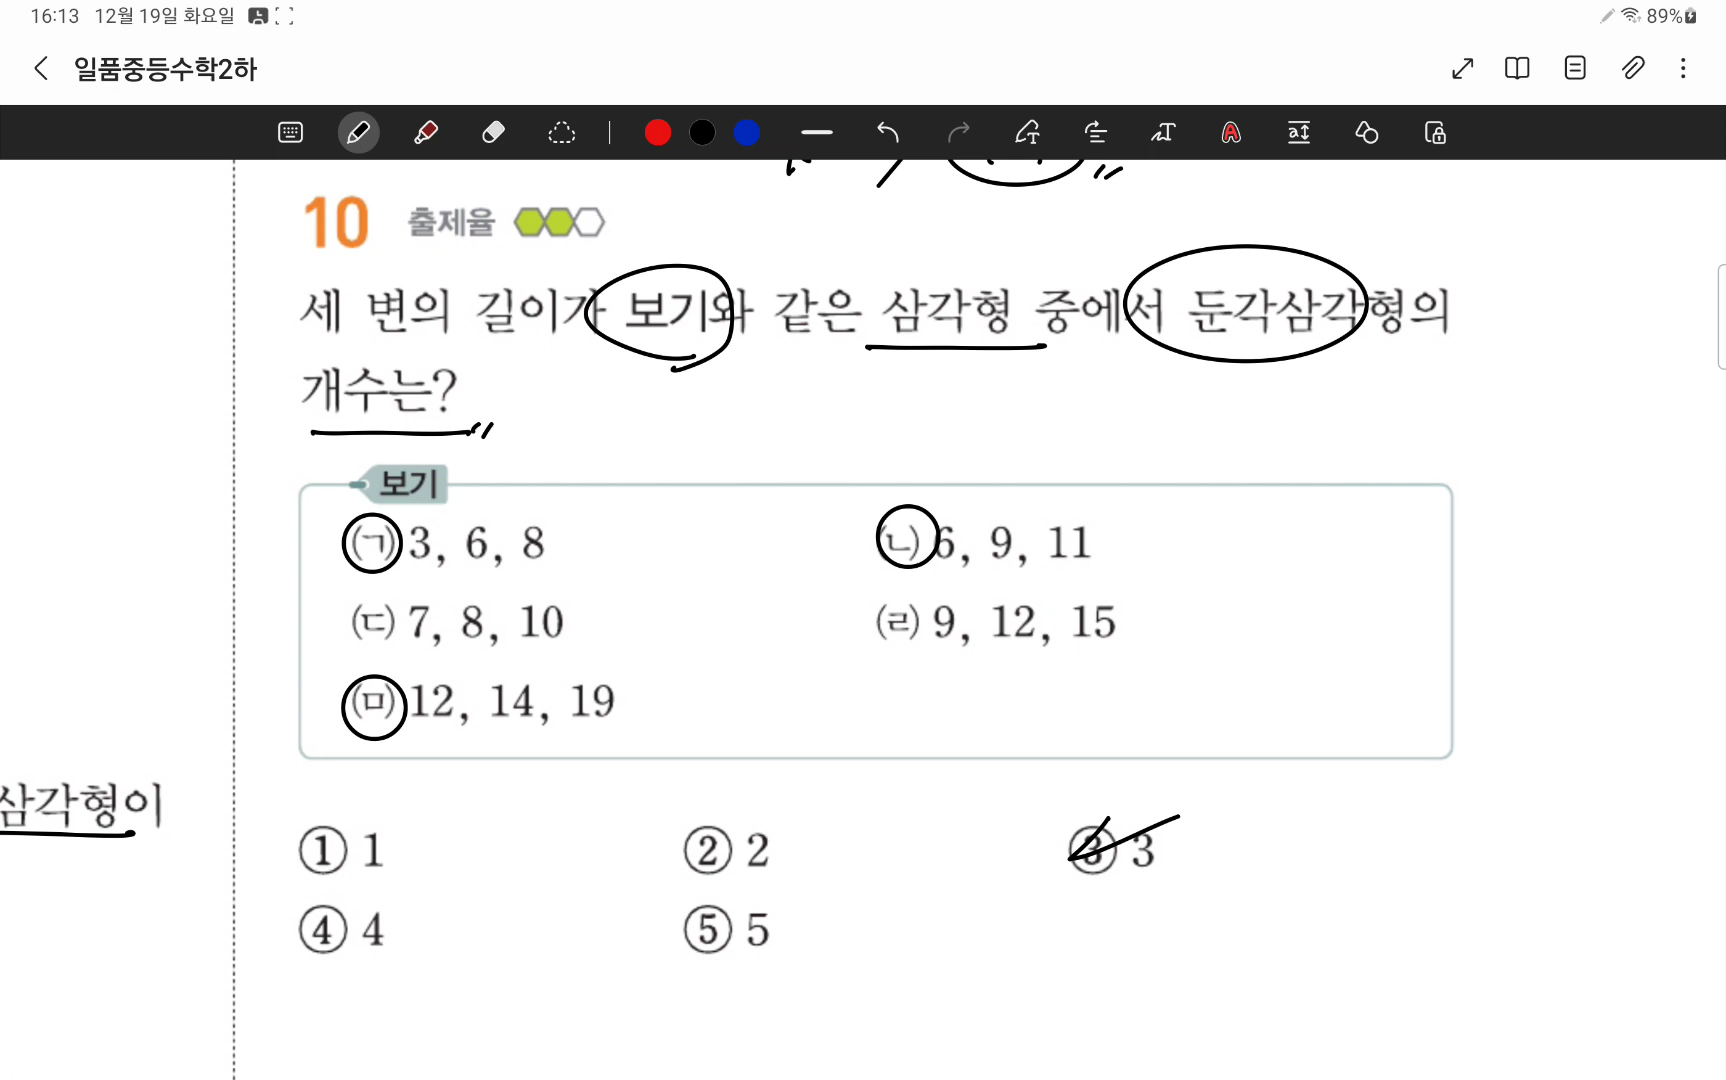 16:13 12월 19일 화요일 89%
일품중등수학2하
10 출제율
세 변의 길이가 보기와 같은 삼각형 중에서 둔각삼각형의
개수는?
보기
(ㄱ) 3, 6, 8 (ㄴ) 6, 9, 11
(ㄷ) 7, 8, 10 (ㄹ) 9, 12, 15
(ㅁ) 12, 14, 19
삼각형이
① 1 ② 2 ③ 3
④ 4 ⑤ 5